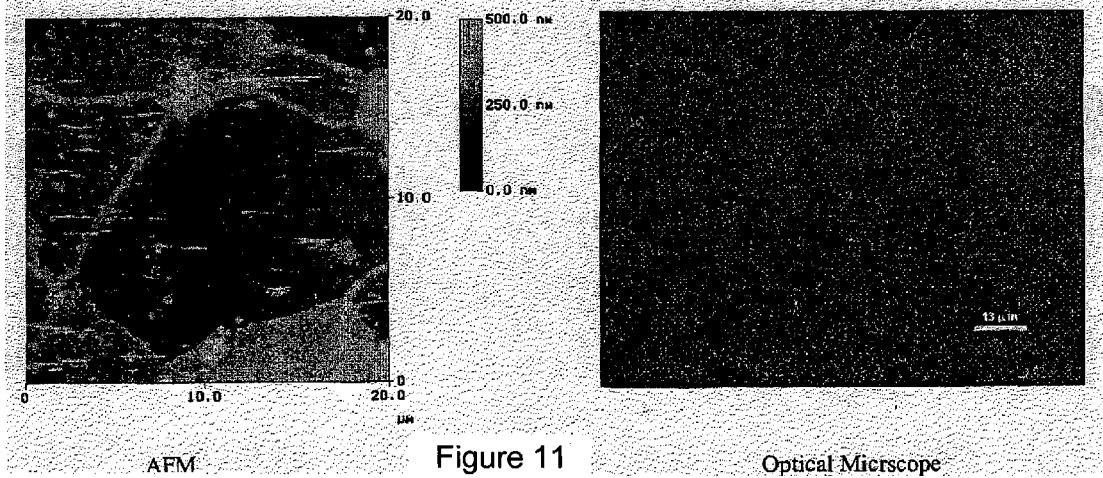 20.0
500.0 nm
250.0 nm
0.0 nm
10.0
0
0
10.0
20.0
μm
13 μm
AFM
Figure 11
Optical Micrscope